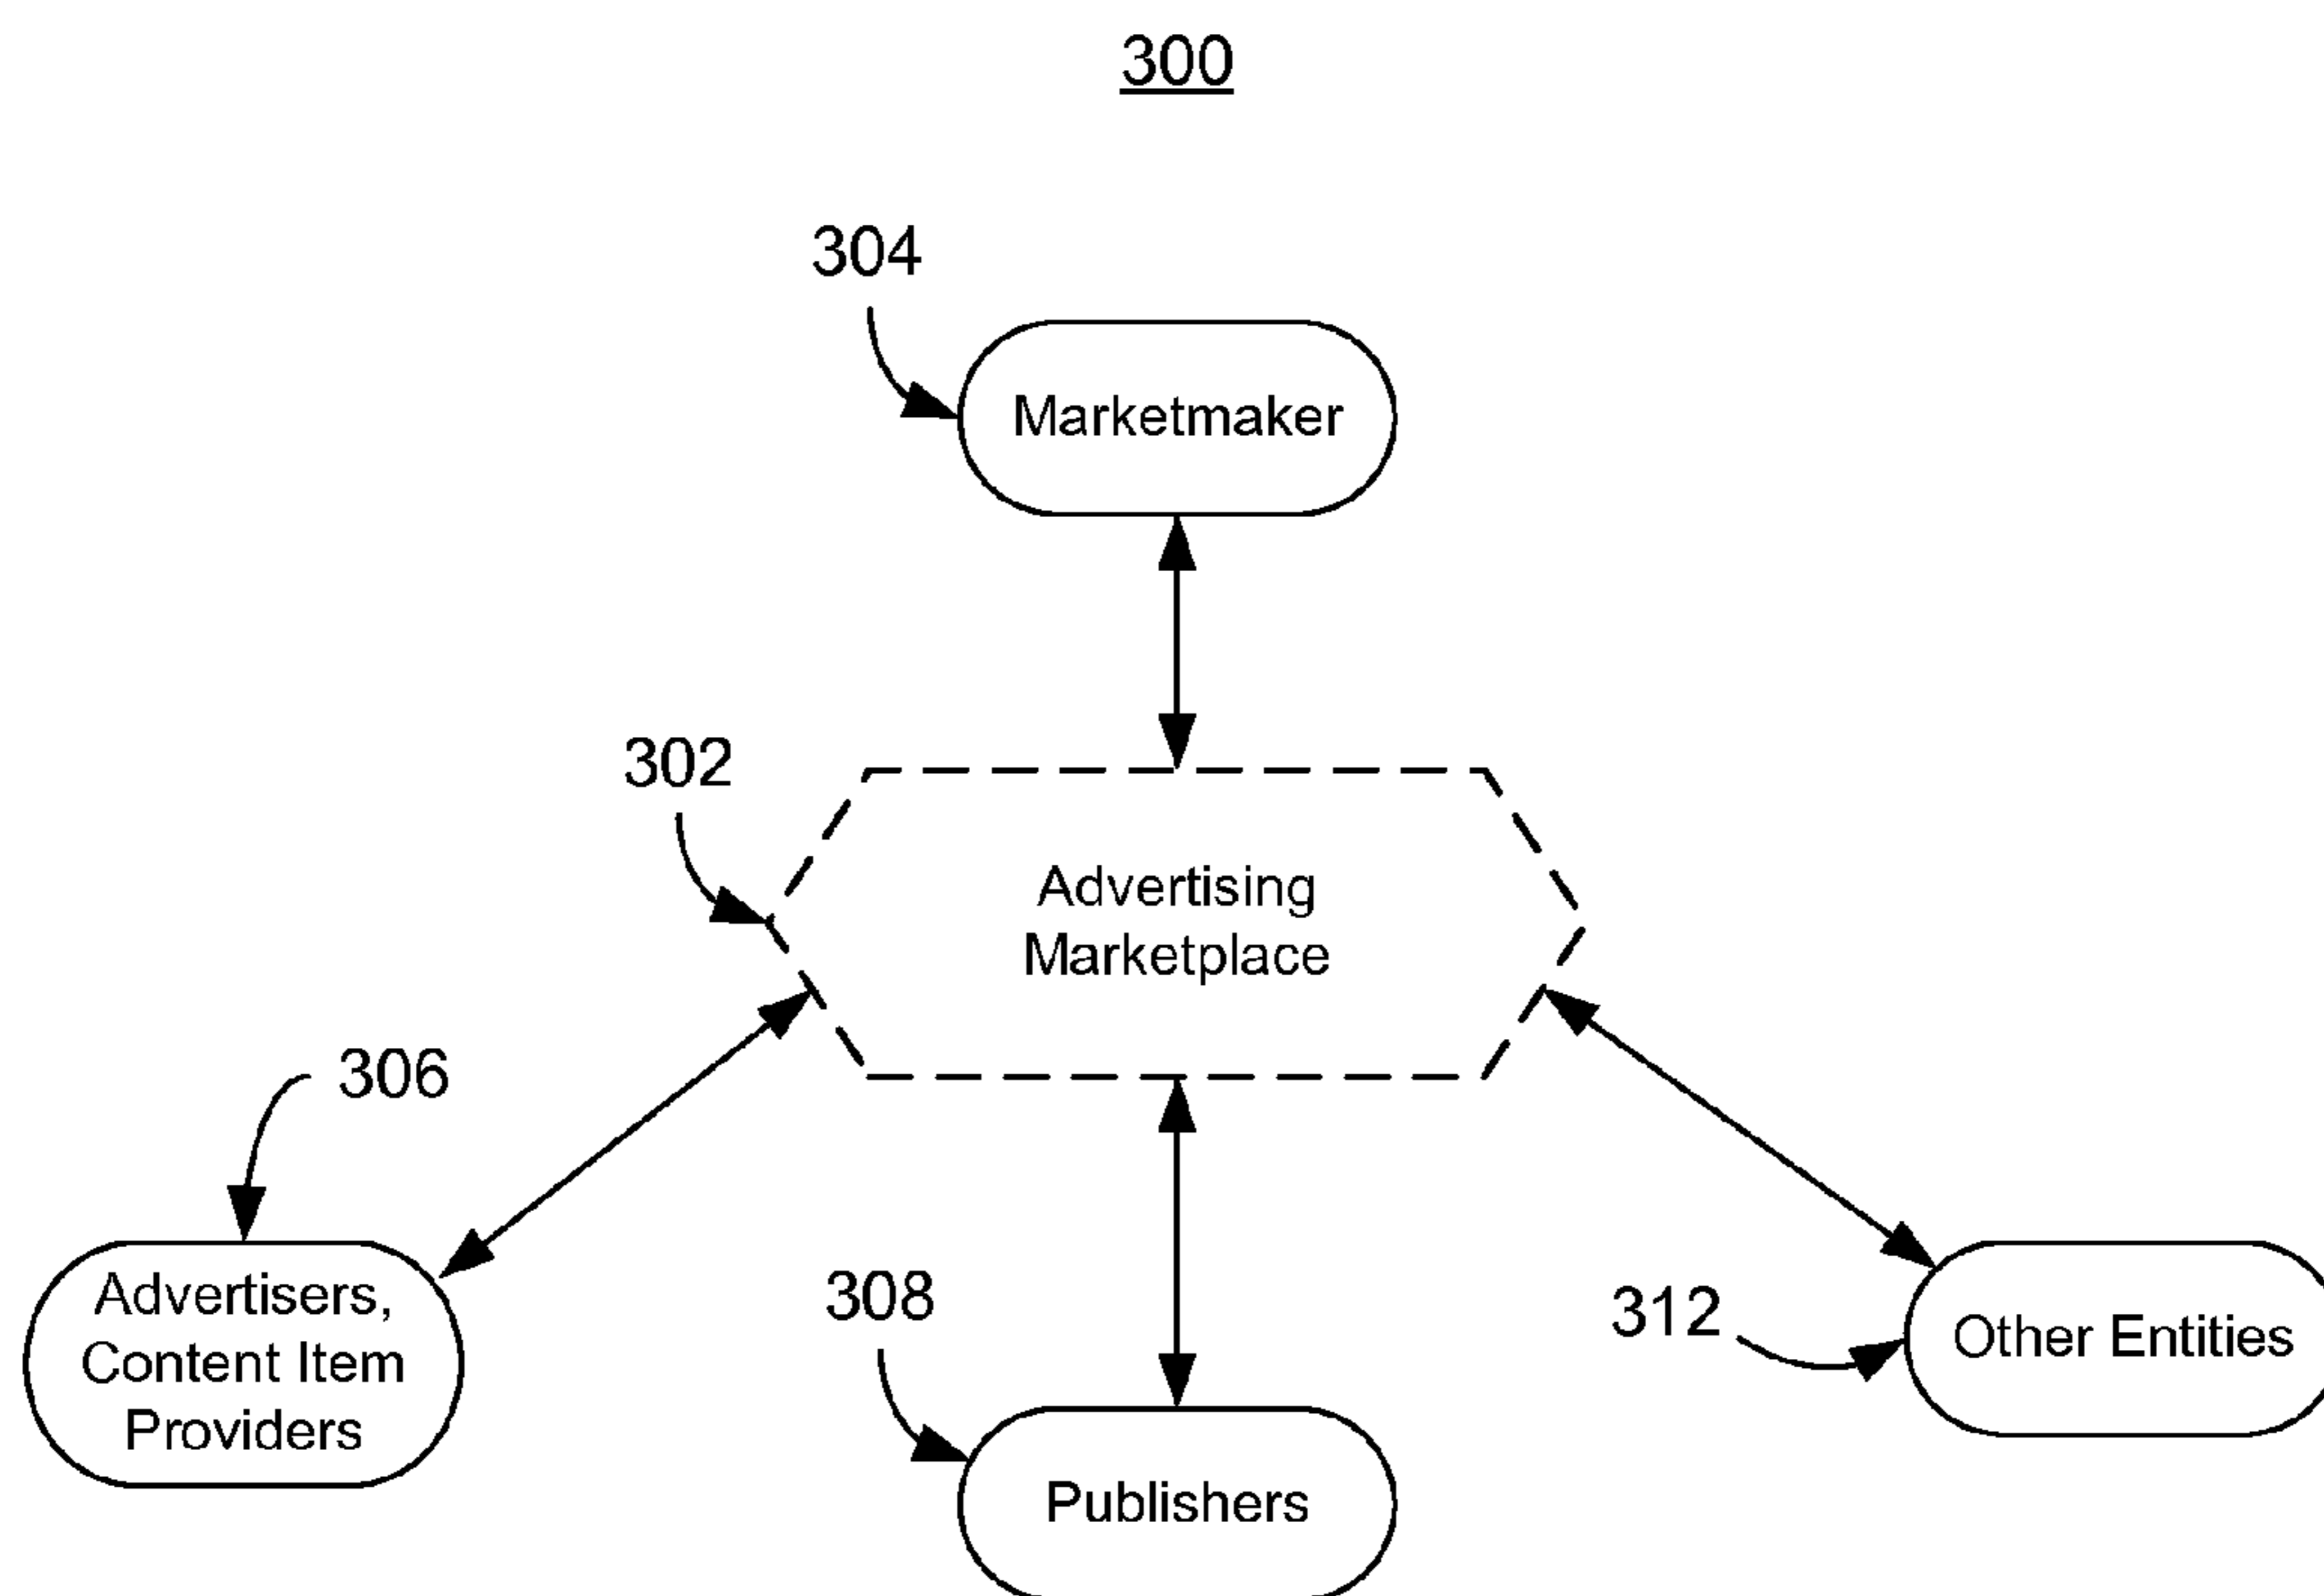 300
304
Marketmaker
302
Advertising
Marketplace
306
Advertisers,
Content Item
Providers
308
Publishers
312
Other Entities